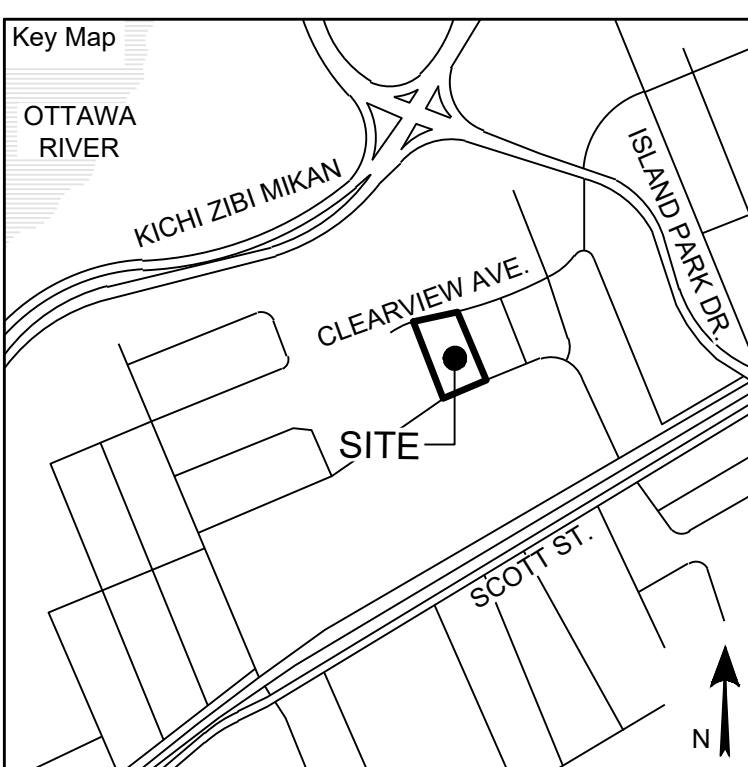 Key Map
OTTAWA
RIVER
KICHI ZIBI MIKAN
ISLAND PARK DR.
CLEARVIEW AVE.
SITE
SCOTT ST.
N